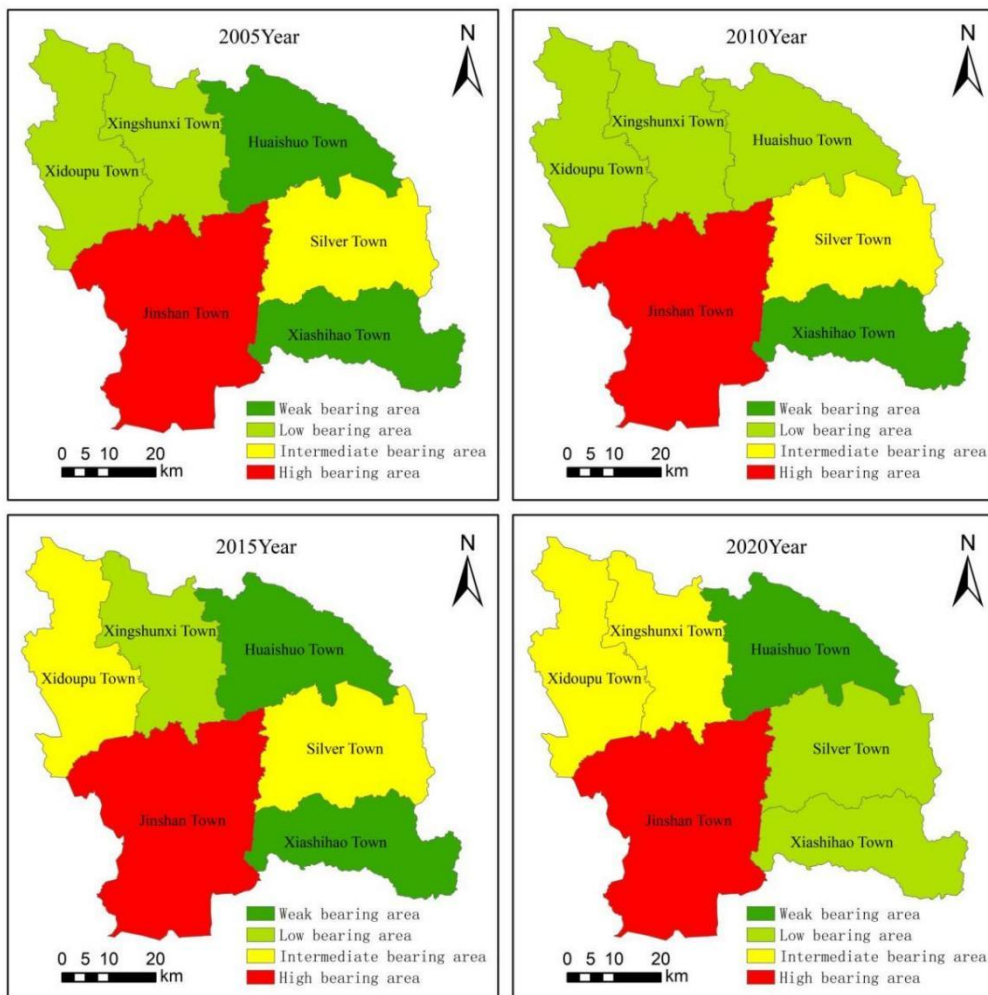 2005Year
N
Xingshunxi Town
Huaishuo Town
Xidoupu Town
Silver Town
Jinshan Town
Xiashihao Town
Weak bearing area
Low bearing area
Intermediate bearing area
High bearing area
0 5 10 20
km
2010Year
N
Xingshunxi Town
Huaishuo Town
Xidoupu Town
Silver Town
Jinshan Town
Xiashihao Town
Weak bearing area
Low bearing area
Intermediate bearing area
High bearing area
0 5 10 20
km
2015Year
N
Xingshunxi Town
Huaishuo Town
Xidoupu Town
Silver Town
Jinshan Town
Xiashihao Town
Weak bearing area
Low bearing area
Intermediate bearing area
High bearing area
0 5 10 20
km
2020Year
N
Xingshunxi Town
Huaishuo Town
Xidoupu Town
Silver Town
Jinshan Town
Xiashihao Town
Weak bearing area
Low bearing area
Intermediate bearing area
High bearing area
0 5 10 20
km